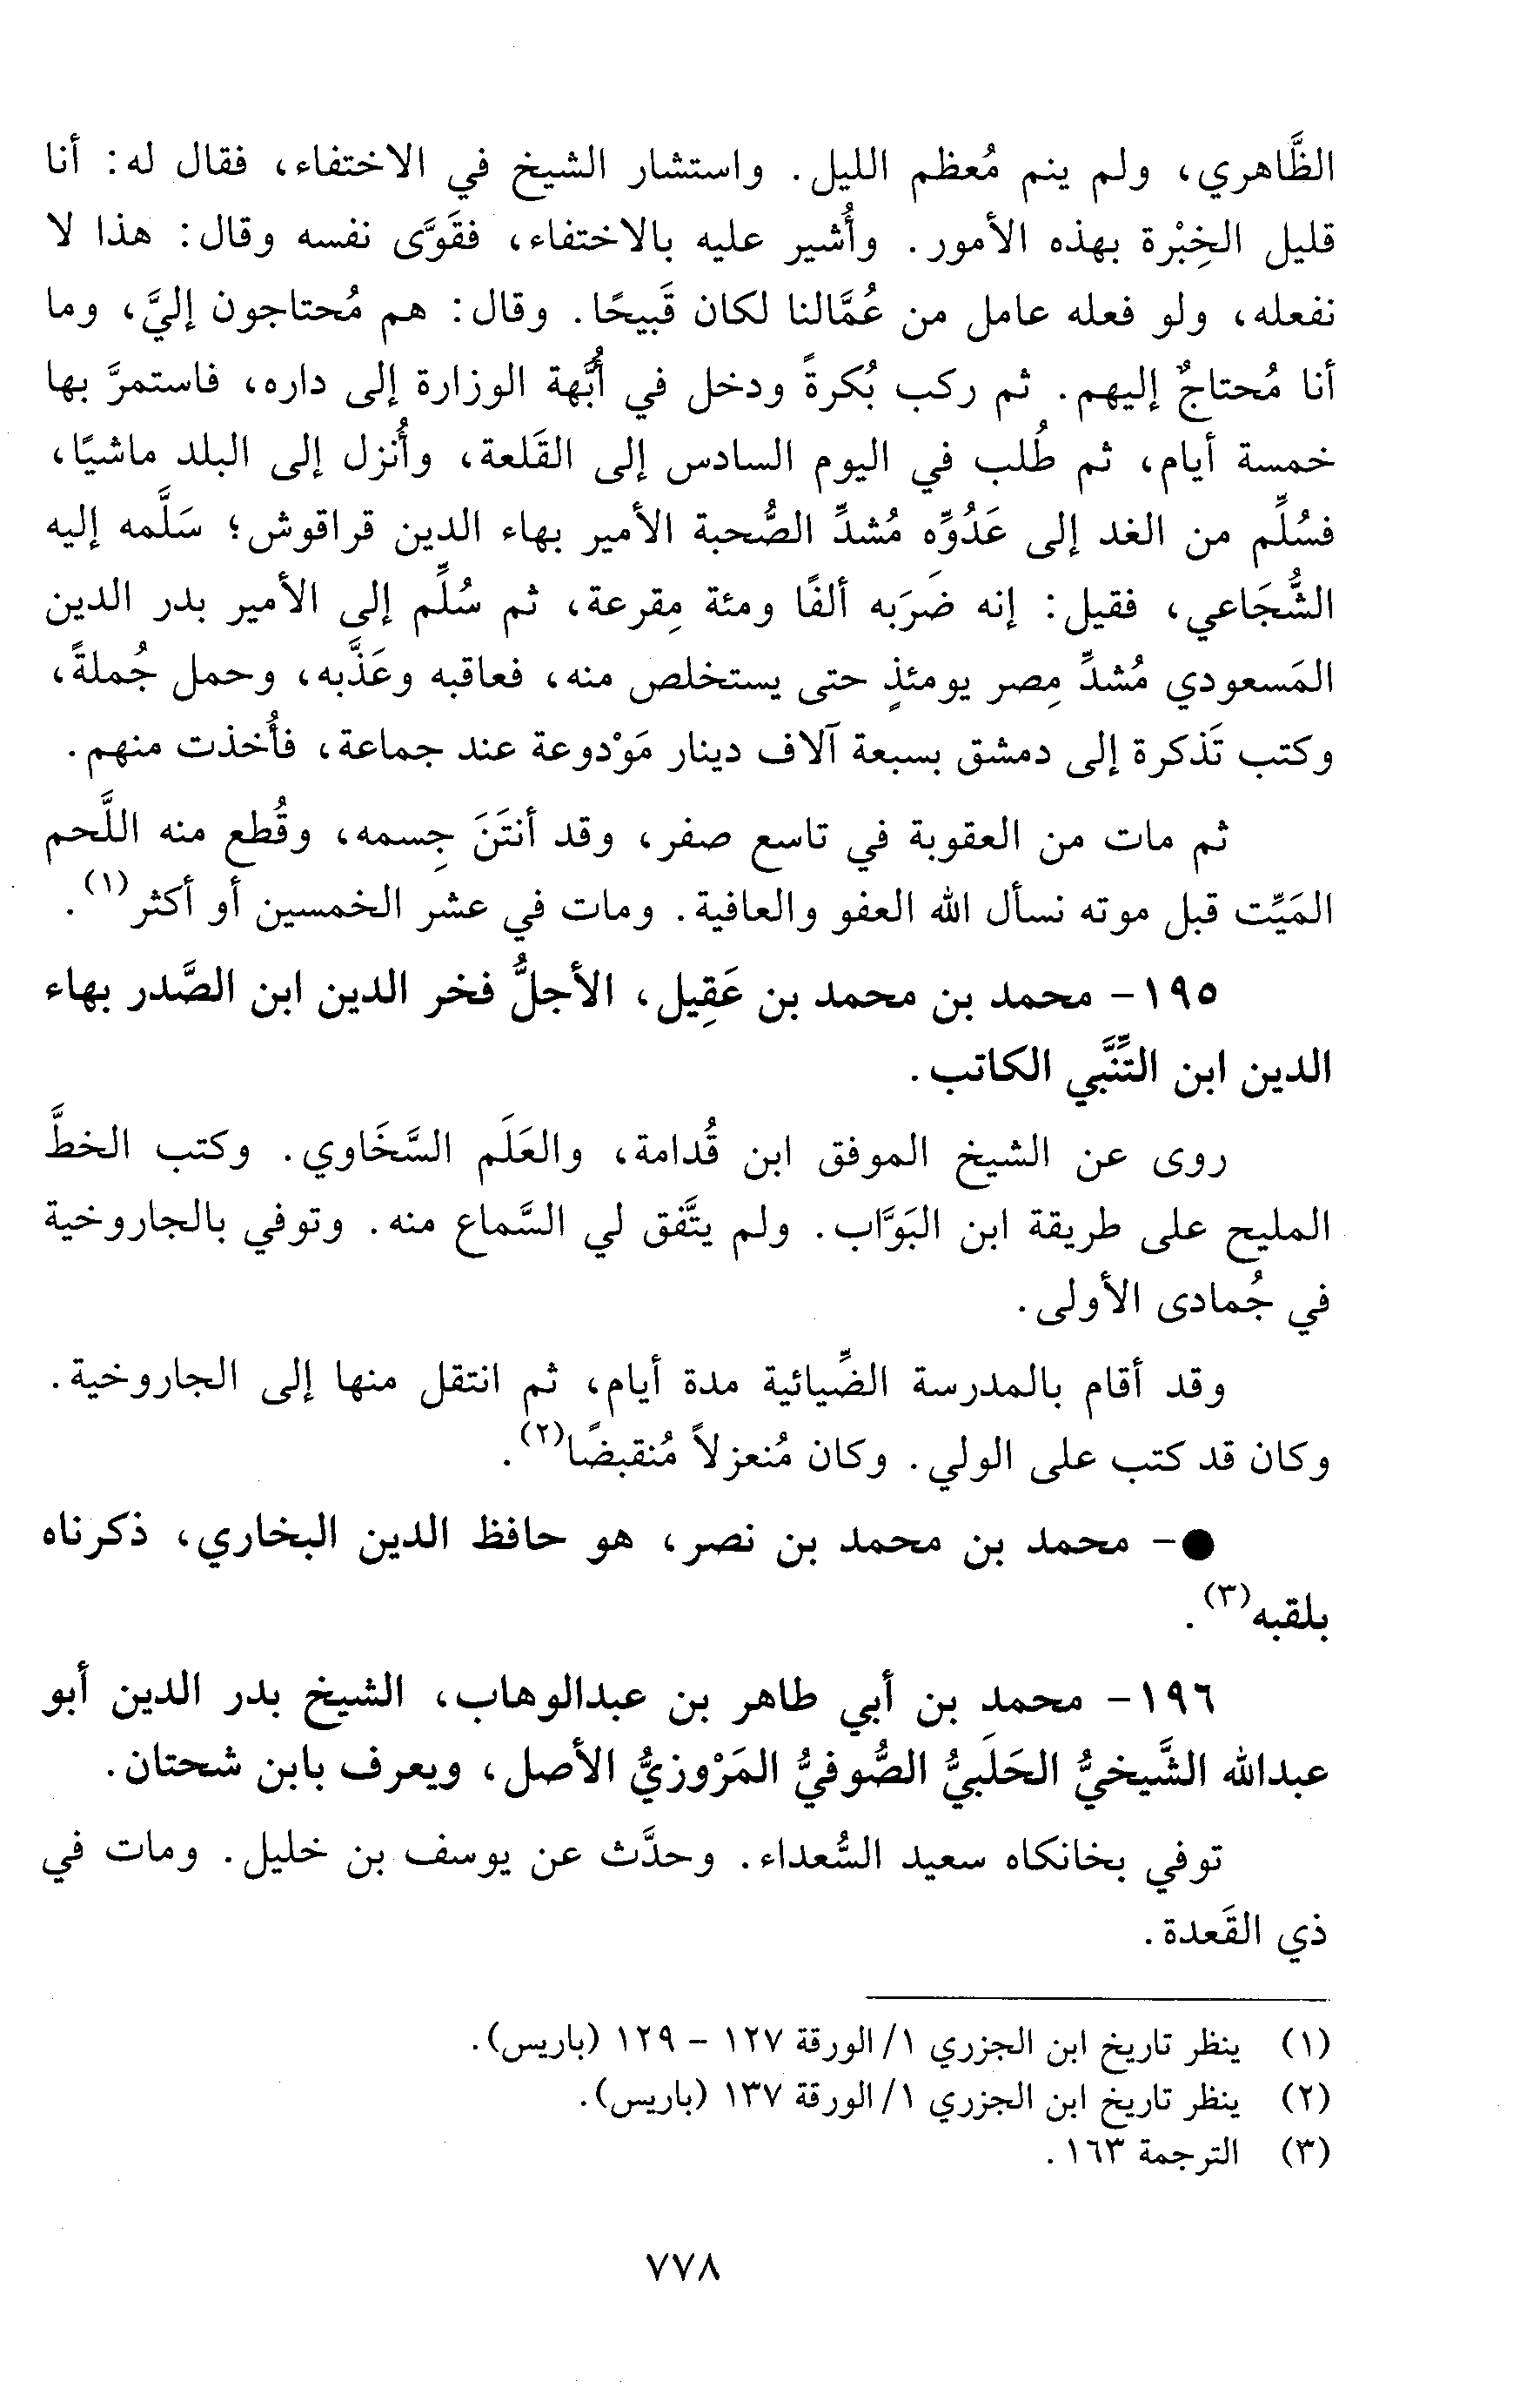 الظَّاهري، ولم ينم مُعظم الليل. واستشار الشيخ في الاختفاء، فقال له: أنا
قليل الخِبْرة بهذه الأمور. وأُشير عليه بالاختفاء، فقَوَّى نفسه وقال: هذا لا
نفعله، ولو فعله عامل من عُمَّالنا لكان قَبيحًا. وقال: هم مُحتاجون إليَّ، وما
أنا مُحتاجٌ إليهم. ثم ركب بُكرةً ودخل في أُبَّهة الوزارة إلى داره، فاستمرَّ بها
خمسة أيام، ثم طُلب في اليوم السادس إلى القَلعة، وأُنزل إلى البلد ماشيًا،
فسُلِّم من الغد إلى عَدُوِّه مُشدِّ الصُّحبة الأمير بهاء الدين قراقوش؛ سَلَّمه إليه
الشُّجَاعي، فقيل: إنه ضَرَبه ألفًا ومئة مِقرعة، ثم سُلِّم إلى الأمير بدر الدين
المَسعودي مُشدِّ مِصر يومئذٍ حتى يستخلص منه، فعاقبه وعَذَّبه، وحمل جُملةً،
وكتب تَذكرة إلى دمشق بسبعة آلاف دينار مَوْدوعة عند جماعة، فأُخذت منهم.
ثم مات من العقوبة في تاسع صفر، وقد أنتَنَ جِسمه، وقُطع منه اللَّحم
المَيِّت قبل موته نسأل الله العفو والعافية. ومات في عشر الخمسين أو أكثر(١).
١٩٥- محمد بن محمد بن عَقِيل، الأجلُّ فخر الدين ابن الصَّدر بهاء
الدين ابن التِّنَّبي الكاتب.
روى عن الشيخ الموفق ابن قُدامة، والعَلَم السَّخَاوي. وكتب الخطَّ
المليح على طريقة ابن البَوَّاب. ولم يتَّفق لي السَّماع منه. وتوفي بالجاروخية
في جُمادى الأولى.
وقد أقام بالمدرسة الضِّيائية مدة أيام، ثم انتقل منها إلى الجاروخية.
وكان قد كتب على الولي. وكان مُنعزلاً مُنقبضًا(٢).
●- محمد بن محمد بن نصر، هو حافظ الدين البخاري، ذكرناه
بلقبه(٣).
١٩٦- محمد بن أبي طاهر بن عبدالوهاب، الشيخ بدر الدين أبو
عبدالله الشَّيخيُّ الحَلَبيُّ الصُّوفيُّ المَرْوزيُّ الأصل، ويعرف بابن شحتان.
توفي بخانكاه سعيد السُّعداء. وحدَّث عن يوسف بن خليل. ومات في
ذي القَعدة.
(١) ينظر تاريخ ابن الجزري ١/ الورقة ١٢٧ - ١٢٩ (باريس).
(٢) ينظر تاريخ ابن الجزري ١/ الورقة ١٣٧ (باريس).
(٣) الترجمة ١٦٣.
٧٧٨